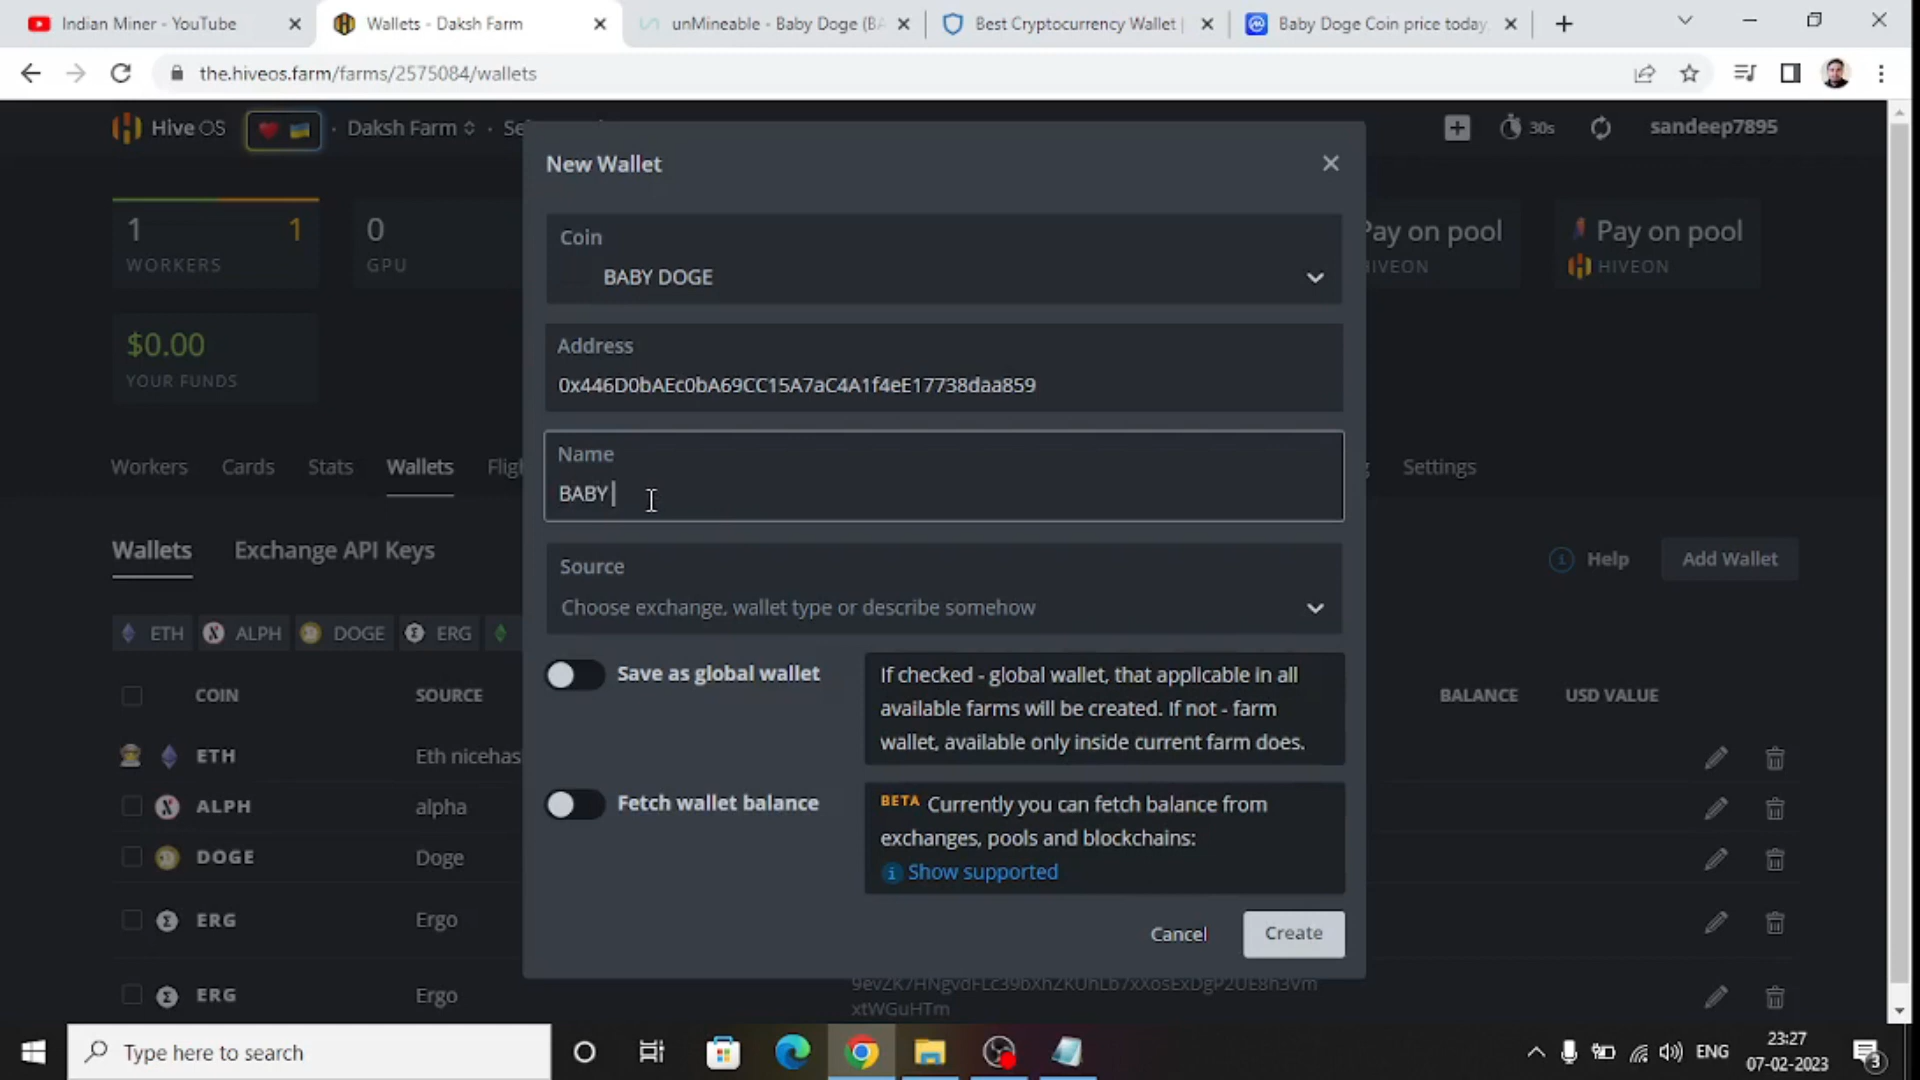 Indian Miner - YouTube
Wallets - Daksh Farm
unMineable - Baby Doge (BA
Best Cryptocurrency Wallet |
Baby Doge Coin price today,
the.hiveos.farm/farms/2575084/wallets
Hive OS
Daksh Farm
30s
sandeep7895
New Wallet
Coin
BABY DOGE
Address
0x446D0bAEc0bA69CC15A7aC4A1f4eE17738daa859
Name
BABY
Source
Choose exchange, wallet type or describe somehow
Save as global wallet
If checked - global wallet, that applicable in all
available farms will be created. If not - farm
wallet, available only inside current farm does.
Fetch wallet balance
BETA Currently you can fetch balance from
exchanges, pools and blockchains:
Show supported
Cancel
Create
1
1
WORKERS
0
GPU
Pay on pool
HIVEON
Pay on pool
HIVEON
$0.00
YOUR FUNDS
Workers
Cards
Stats
Wallets
Settings
Wallets
Exchange API Keys
Help
Add Wallet
ETH
ALPH
DOGE
ERG
COIN
SOURCE
BALANCE
USD VALUE
ETH
Eth nicehas
ALPH
alpha
DOGE
Doge
ERG
Ergo
ERG
Ergo
xtWGuHTm
Type here to search
ENG
23:27
07-02-2023
3